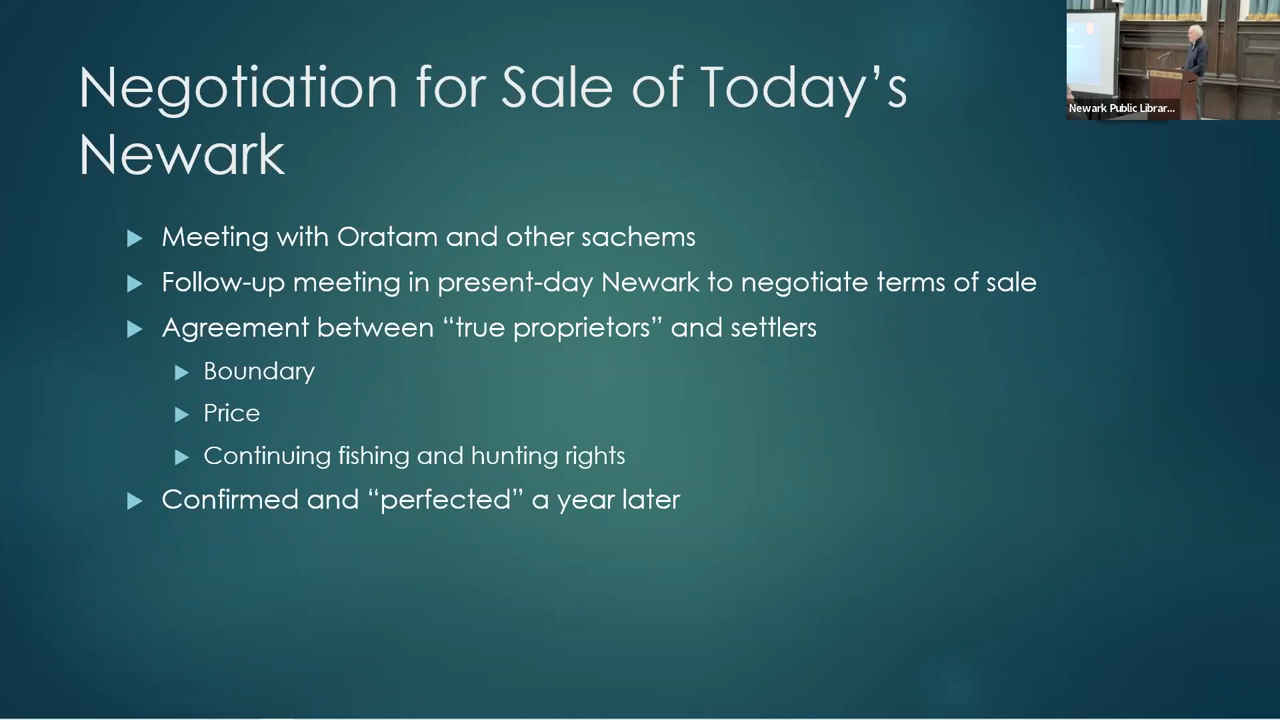 Negotiation for Sale of Today’s
Newark
Meeting with Oratam and other sachems
Follow-up meeting in present-day Newark to negotiate terms of sale
Agreement between “true proprietors” and settlers
Boundary
Price
Continuing fishing and hunting rights
Confirmed and “perfected” a year later
Newark Public Librar...